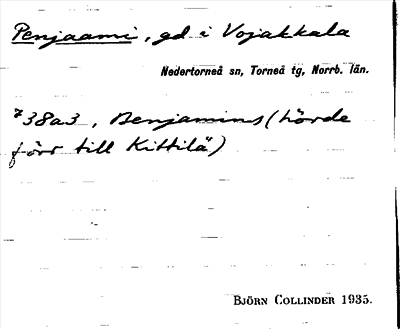 Penjaami, gd i Vojakkala
Nedertorneå sn, Torneå tg, Norrb. län.
738a3, Benjamins (hörde
förr till Kittilä)
BJÖRN COLLINDER 1935.